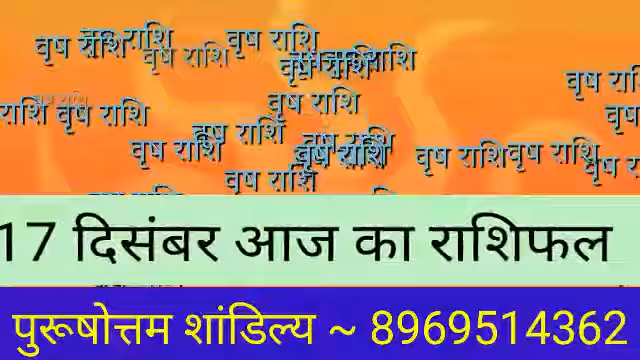 वृष राशि वृष राशि वृष राशि वृष राशि
वृष राशि राशि
वृष राशि
वृष राशि
राशि वृष राशि
वृष राशि वृष राशि
वृष राशि वृष राशि वृष राशि वृष राशि
वृष राशि
17 दिसंबर आज का राशिफल
पुरूषोत्तम शांडिल्य ~ 8969514362